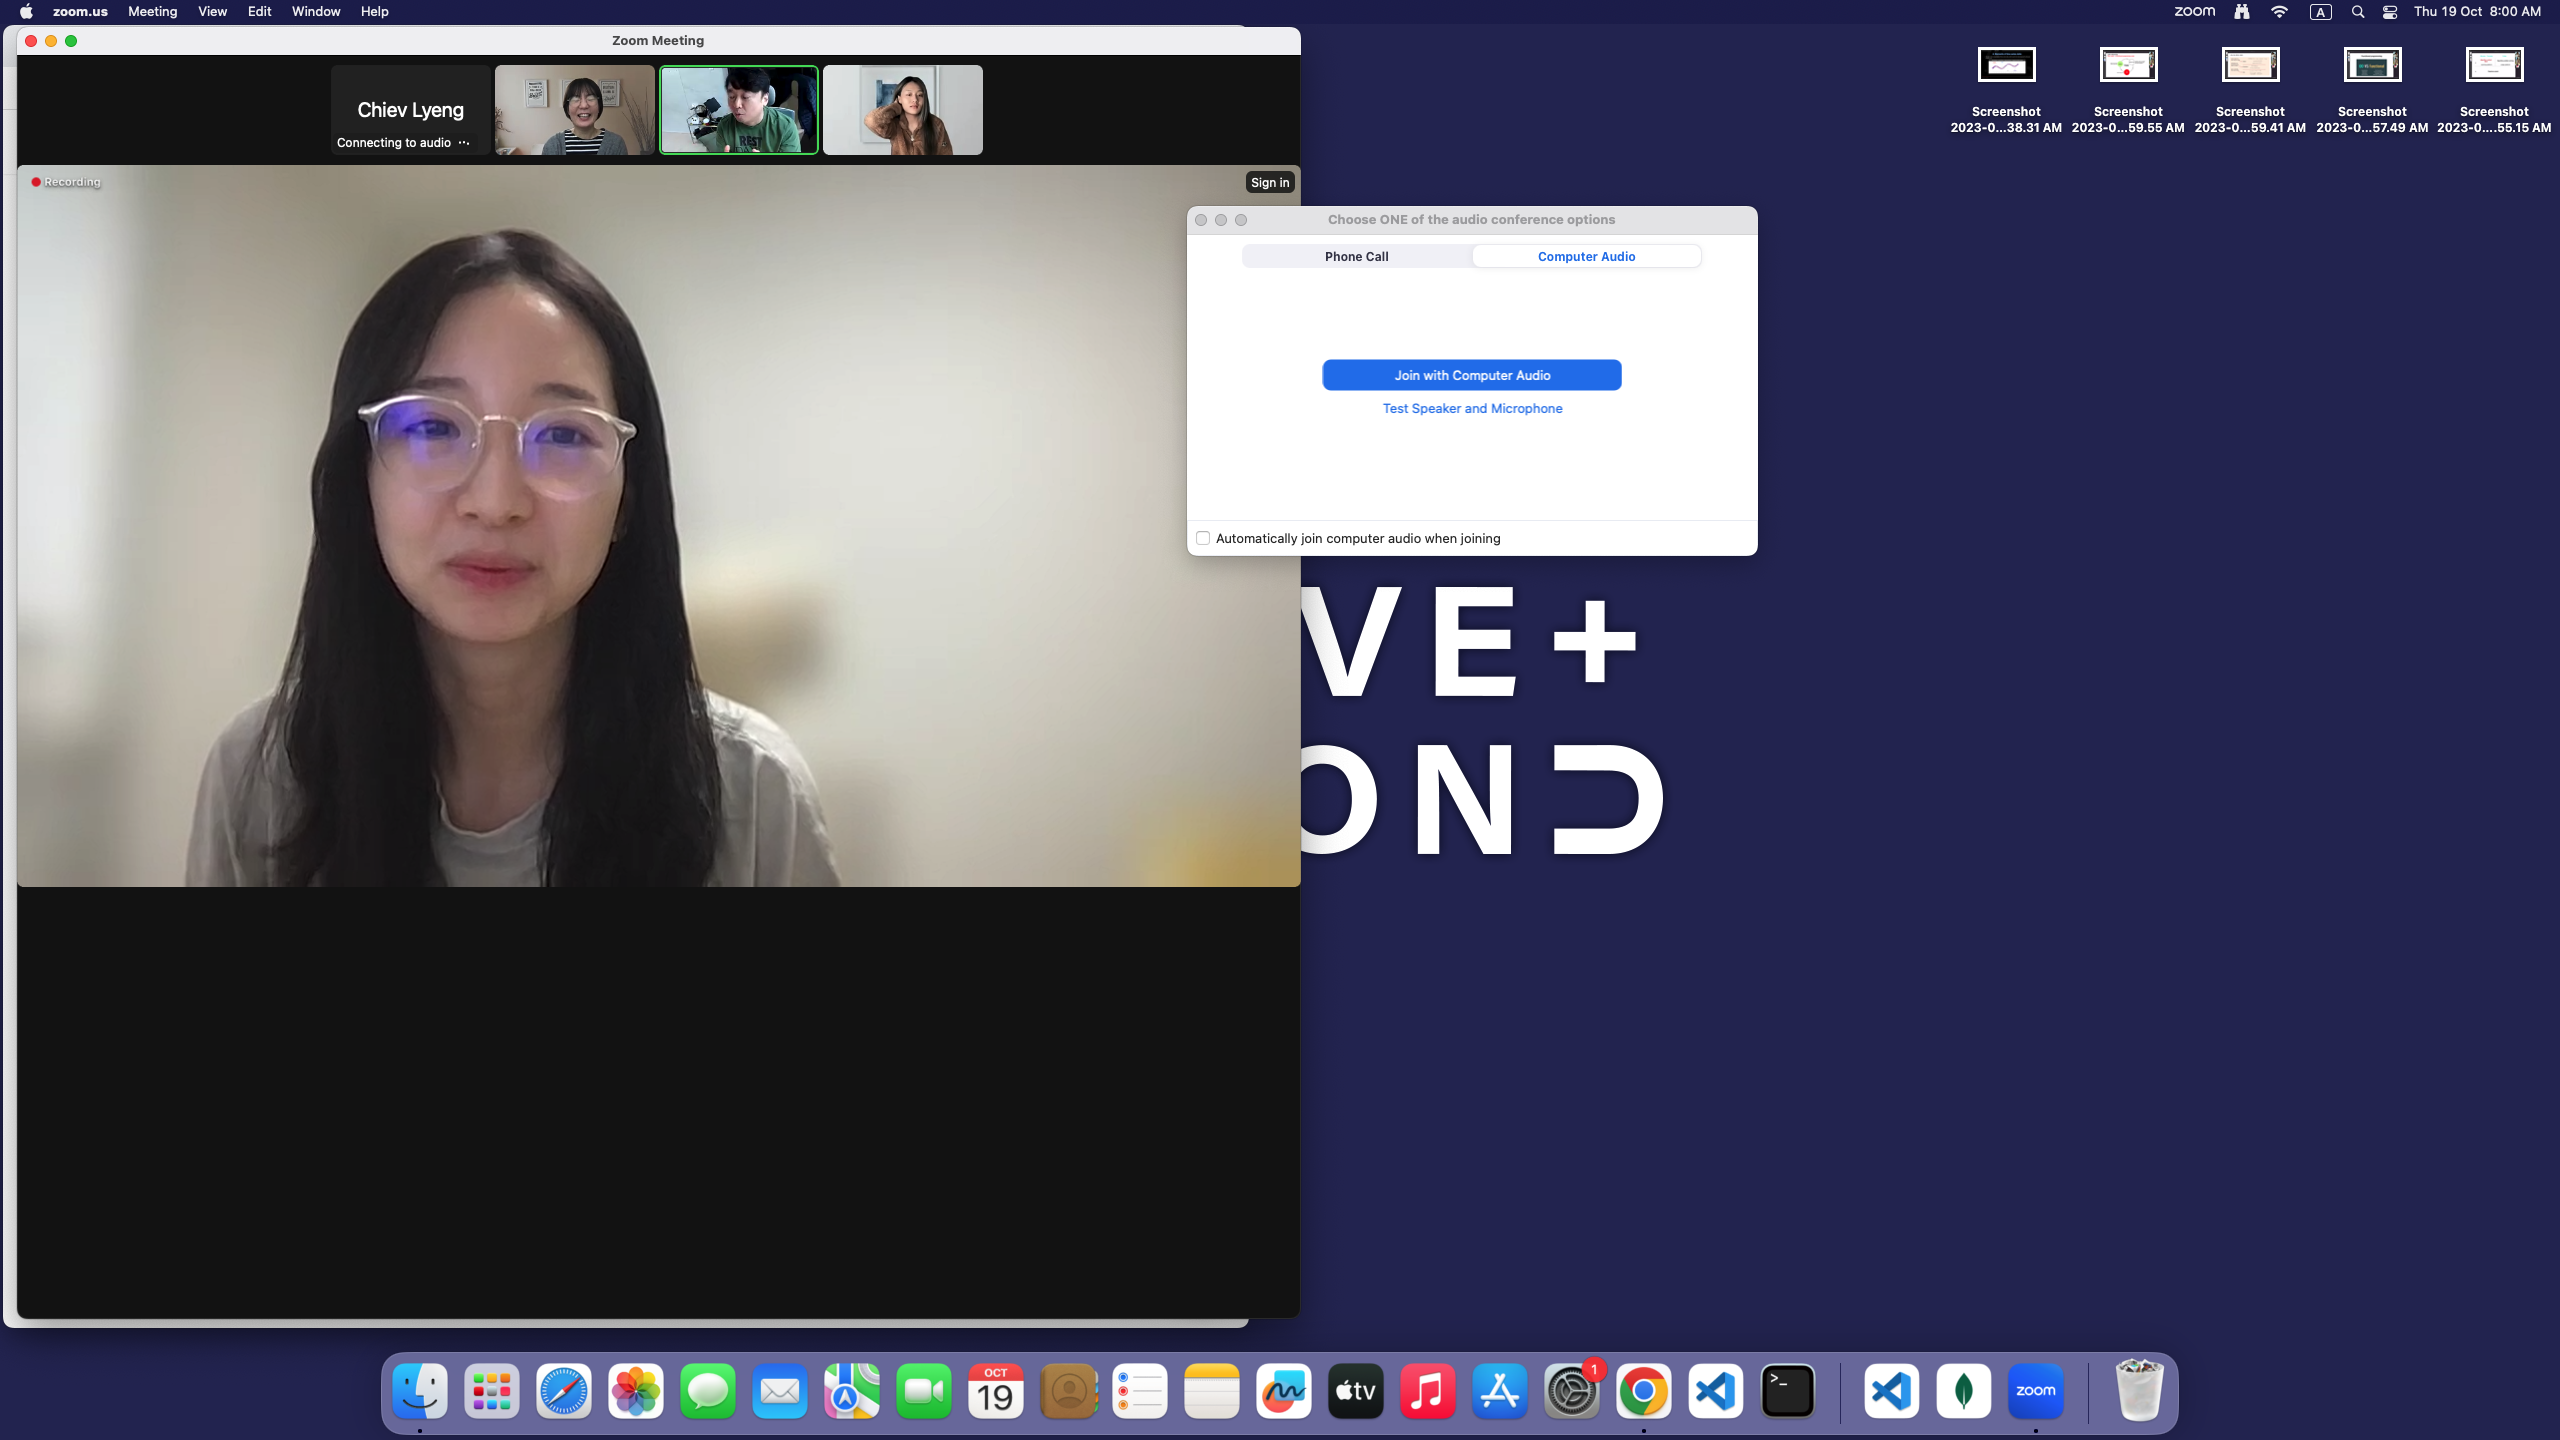 zoom.us Meeting View Edit Window Help
zoom A Thu 19 Oct 8:00 AM
Zoom Meeting
Chiev Lyeng
Connecting to audio ···
Recording
Sign in
Screenshot
2023-0...38.31 AM
Screenshot
2023-0...59.55 AM
Screenshot
2023-0...59.41 AM
Screenshot
2023-0...57.49 AM
Screenshot
2023-0....55.15 AM
Choose ONE of the audio conference options
Phone Call
Computer Audio
Join with Computer Audio
Test Speaker and Microphone
Automatically join computer audio when joining
VE+
OND
OCT
19
tv
1
>_
zoom